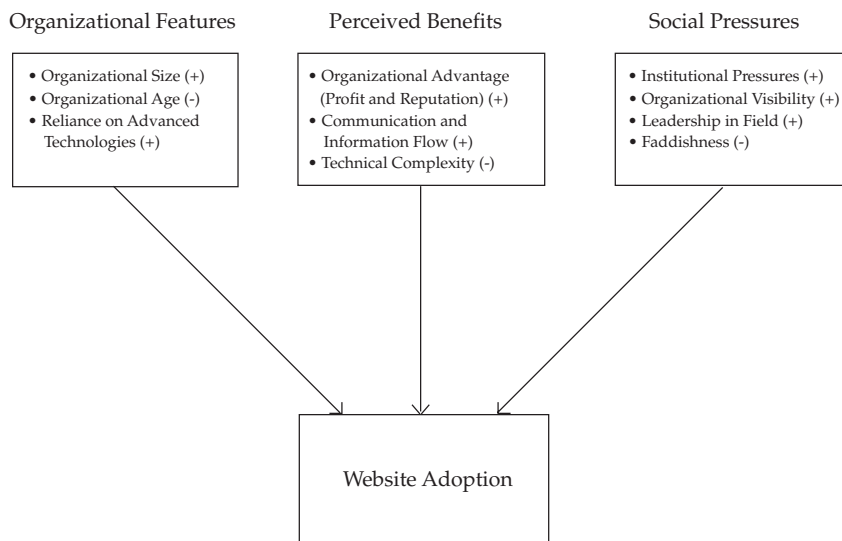 Organizational Features
• Organizational Size (+)
• Organizational Age (-)
• Reliance on Advanced
Technologies (+)
Perceived Benefits
• Organizational Advantage
(Profit and Reputation) (+)
• Communication and
Information Flow (+)
• Technical Complexity (-)
Social Pressures
• Institutional Pressures (+)
• Organizational Visibility (+)
• Leadership in Field (+)
• Faddishness (-)
Website Adoption